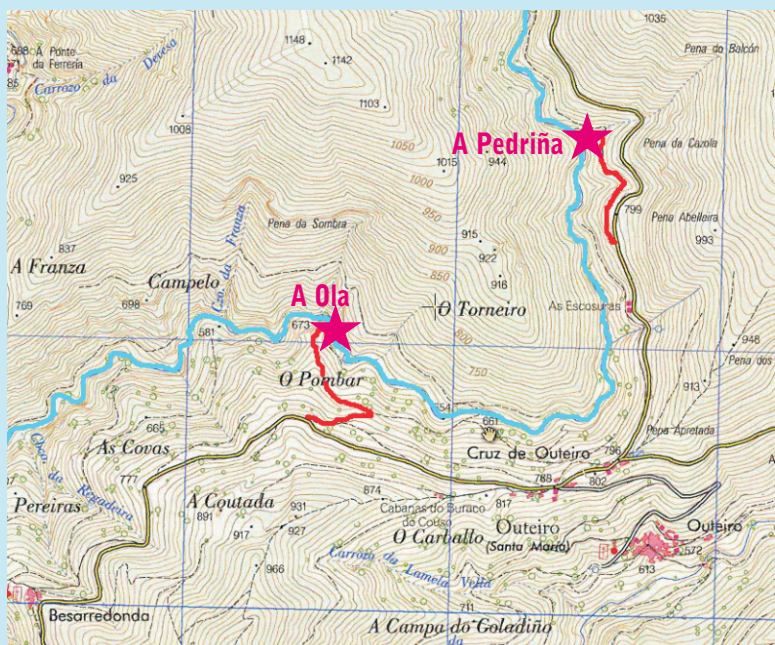 1035
688
A Ponte
da Ferrería
1148
1142
Pena do Balcón
Carrozo da Devesa
1103
1008
A Pedriña
1050
1015
944
Pena da Cazola
1000
925
799
950
Pena da Sombra
915
Pena Abelleira
837
900
922
993
A Franza
Campelo
Czo. da Franza
850
916
A Ola
769
698
O Torneiro
As Escosuras
581
673
800
948
O Pombar
750
Pena dos
913
665
661
As Covas
Pena Apretada
Cruz de Outeiro
796
777
Pereiras
788
802
874
A Coutada
931
Cabanas do Buraco
do Couso
817
891
927
917
Outeiro
(Santa María)
Outeiro
O Carballo
572
966
Carrozo da Lamela Vella
613
Besarredonda
711
A Campa do Goladiño
da